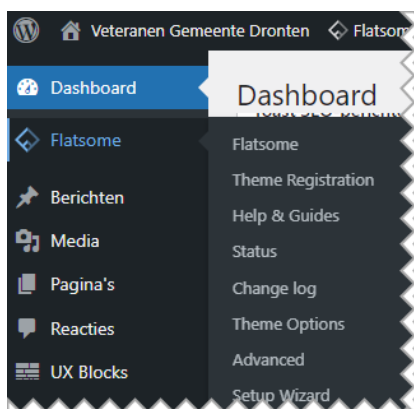 Veteranen Gemeente Dronten Flatsom
Dashboard
Dashboard
Flatsome
Flatsome
Theme Registration
Berichten
Help & Guides
Media
Status
Pagina's
Change log
Reacties
Theme Options
UX Blocks
Advanced
Setup Wizard